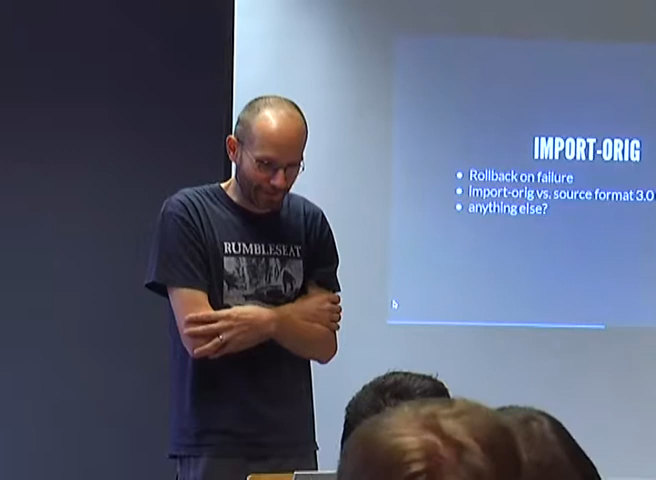 IMPORT-ORIG
Rollback on failure
import-orig vs. source format 3.0
anything else?
RUMBLESEAT